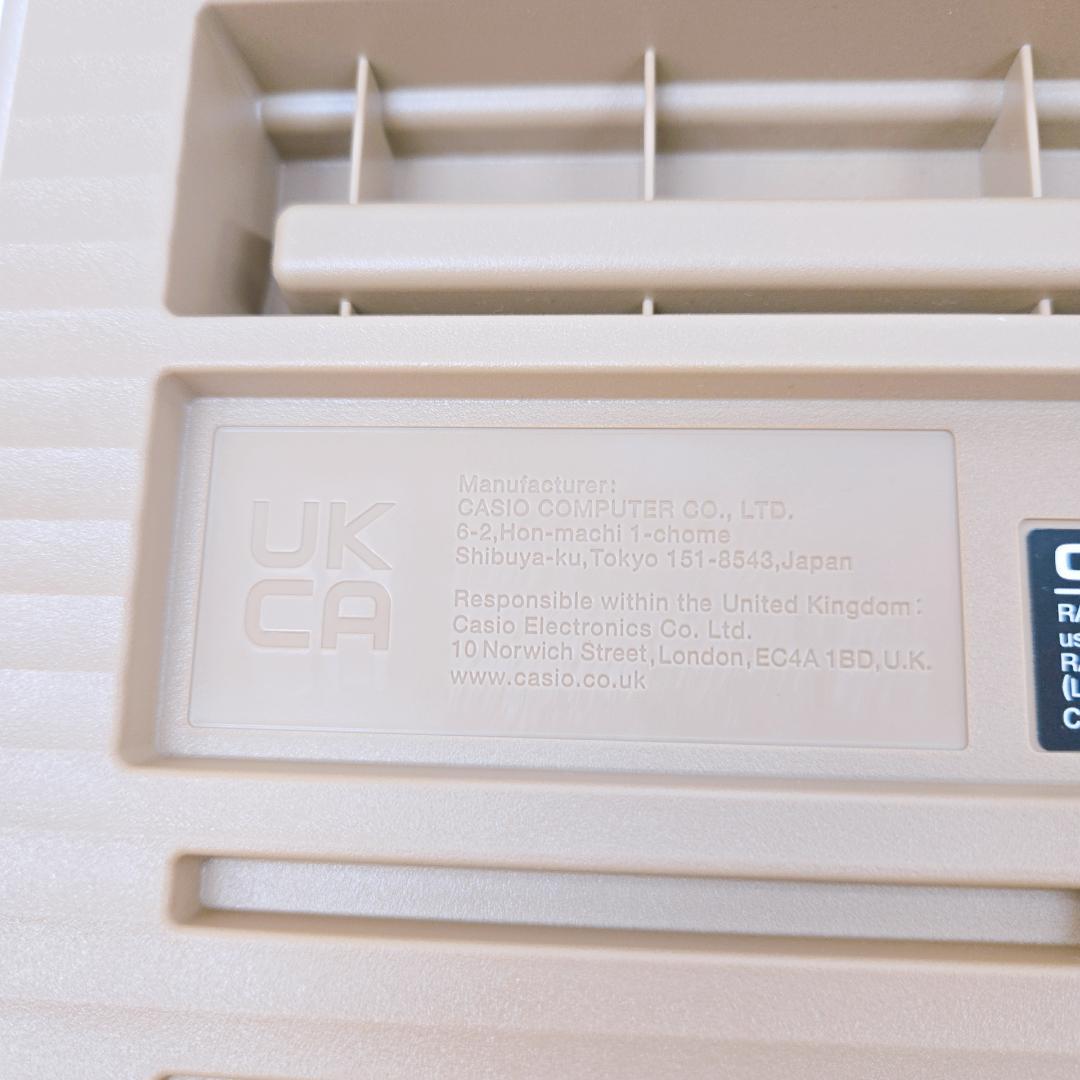 UK
CA
Manufacturer:
CASIO COMPUTER CO., LTD.
6-2,Hon-machi 1-chome
Shibuya-ku,Tokyo 151-8543,Japan
Responsible within the United Kingdom:
Casio Electronics Co. Ltd.
10 Norwich Street,London,EC4A 1BD,U.K.
www.casio.co.uk